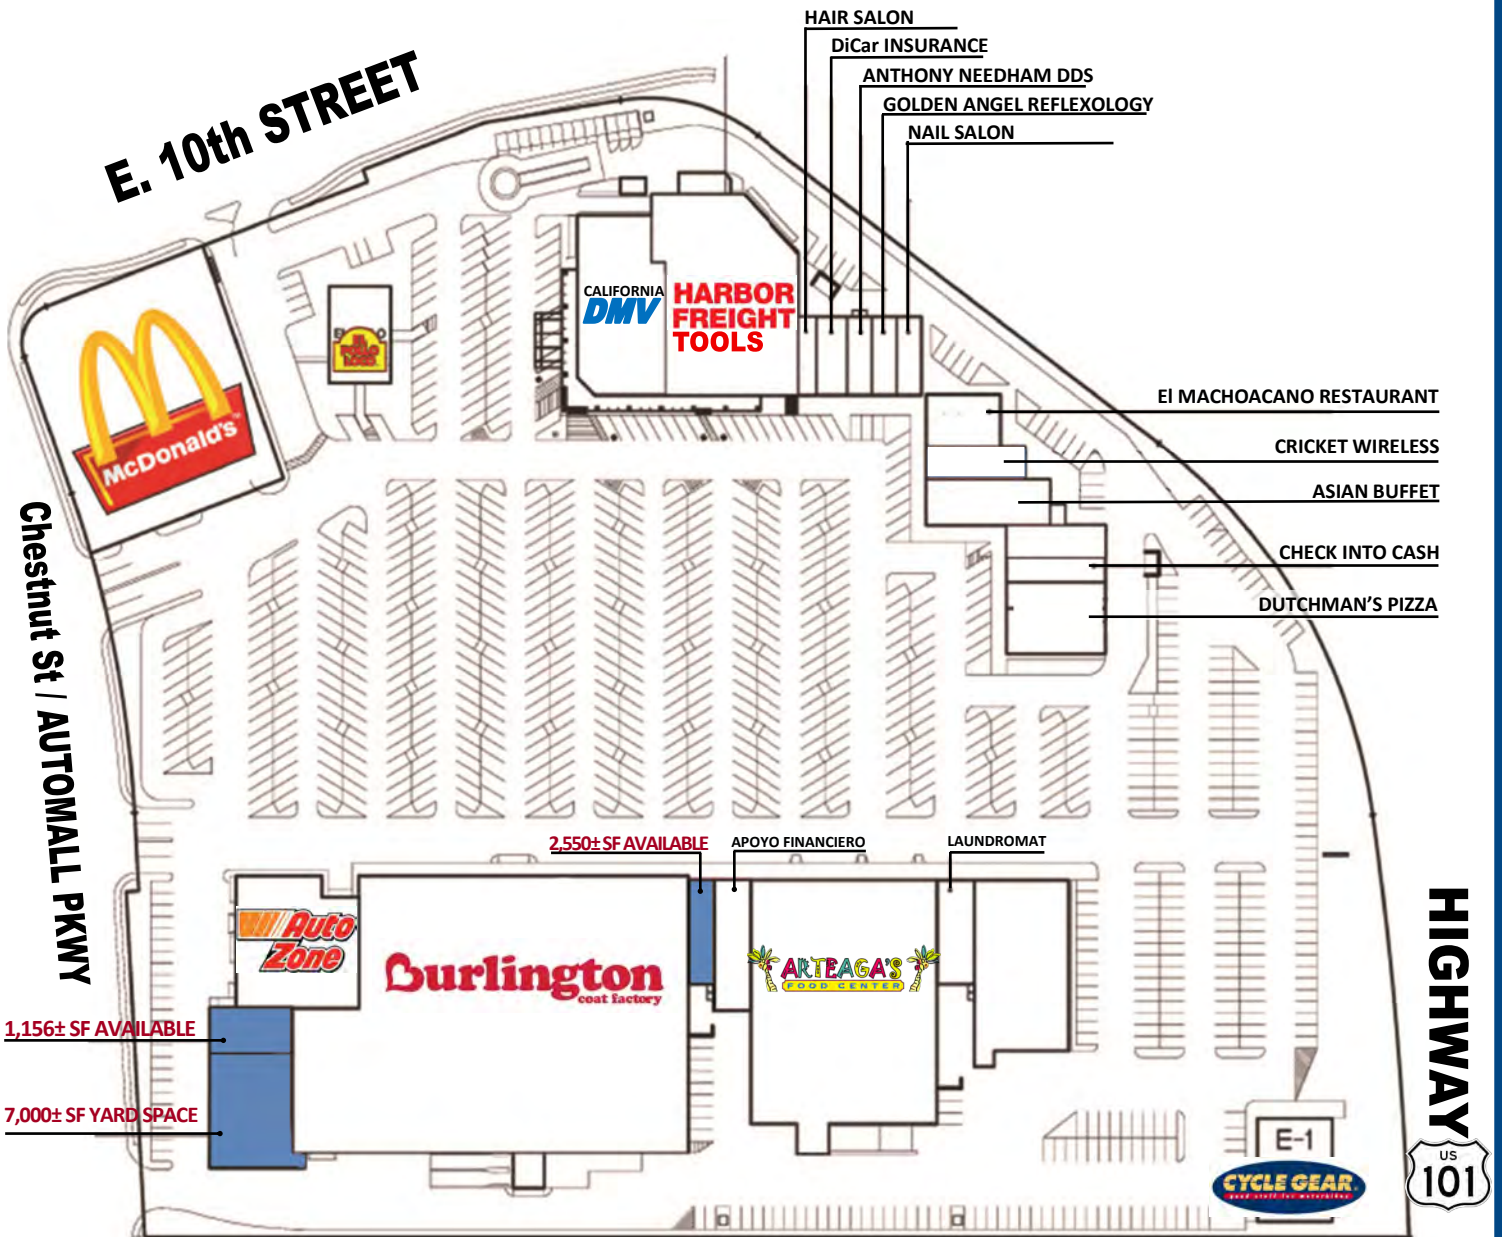 HAIR SALON
DiCar INSURANCE
ANTHONY NEEDHAM DDS
GOLDEN ANGEL REFLEXOLOGY
NAIL SALON
E. 10th STREET
CALIFORNIA
DMV
HARBOR
FREIGHT
TOOLS
EL
POLLO
LOCO
McDonald's
El MACHOACANO RESTAURANT
CRICKET WIRELESS
ASIAN BUFFET
CHECK INTO CASH
DUTCHMAN'S PIZZA
Chestnut St / AUTOMALL PKWY
2,550± SF AVAILABLE
APOYO FINANCIERO
LAUNDROMAT
Auto
Zone
Burlington
coat factory
ARTEAGA'S
FOOD CENTER
1,156± SF AVAILABLE
7,000± SF YARD SPACE
HIGHWAY
US
101
E-1
CYCLE GEAR